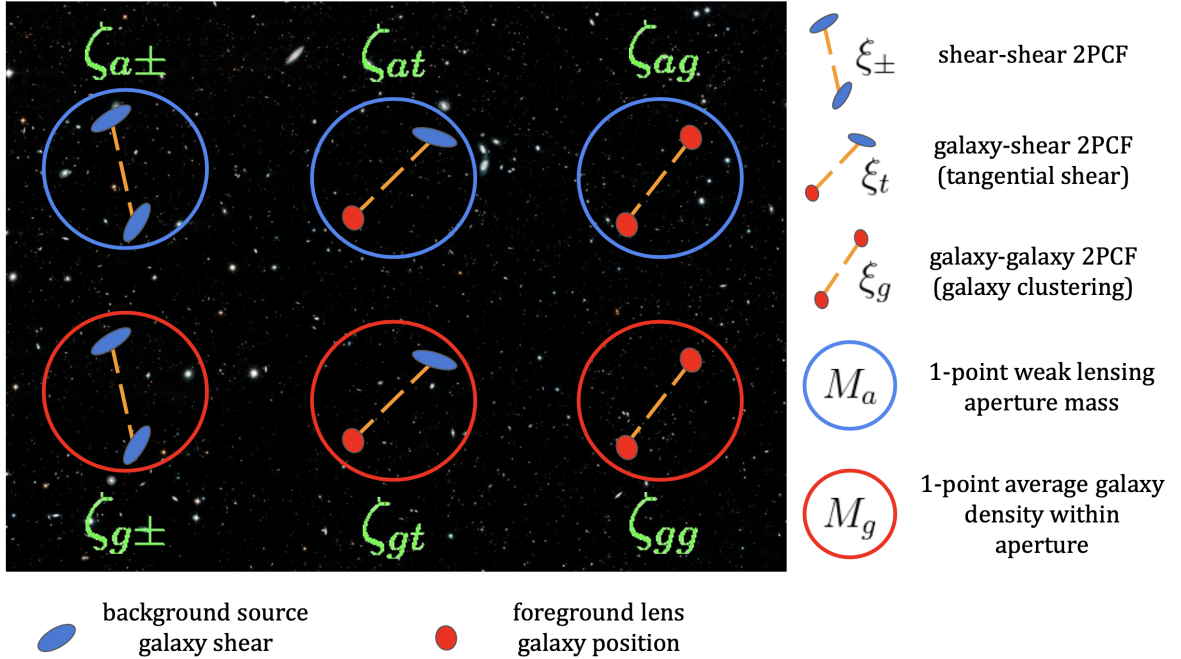 ζa±
ζat
ζag
ζg±
ζgt
ζgg
ξ±
shear-shear 2PCF
ξt
galaxy-shear 2PCF
(tangential shear)
ξg
galaxy-galaxy 2PCF
(galaxy clustering)
Ma
1-point weak lensing
aperture mass
Mg
1-point average galaxy
density within
aperture
background source
galaxy shear
foreground lens
galaxy position